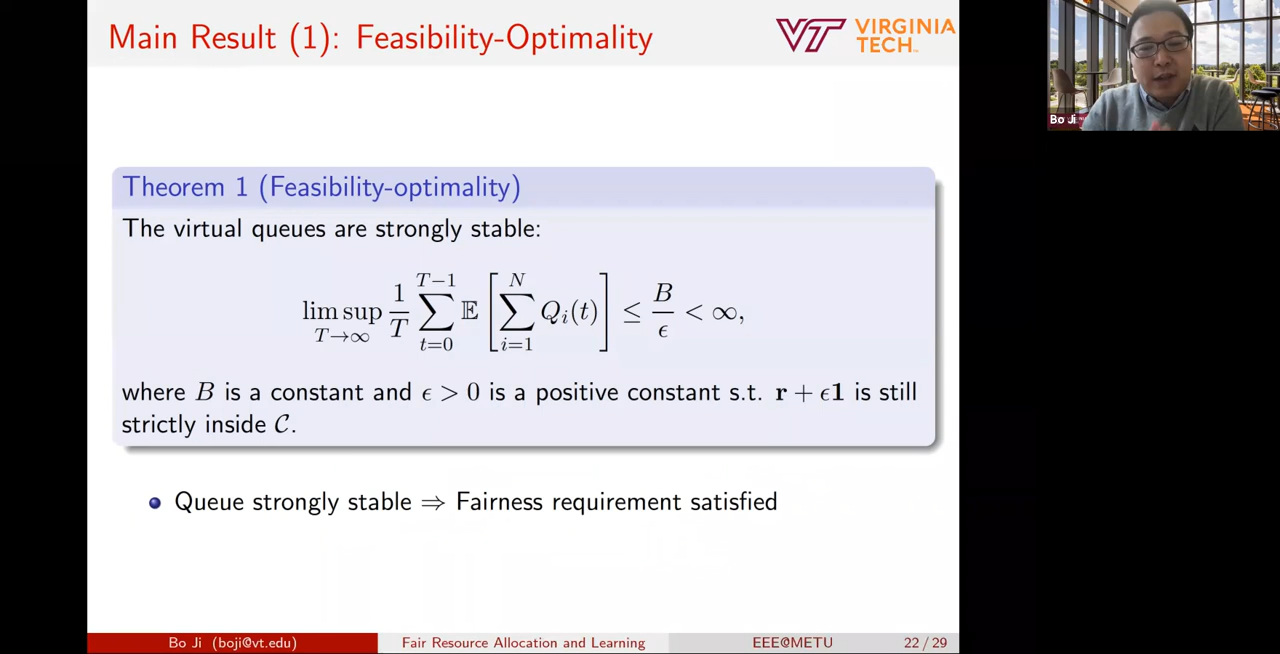 Main Result (1): Feasibility-Optimality
VT VIRGINIA TECH
Bo Ji
Theorem 1 (Feasibility-optimality)
The virtual queues are strongly stable:
lim sup_{T→∞} 1/T ∑_{t=0}^{T−1} 𝔼 [ ∑_{i=1}^{N} Q_i(t) ] ≤ B/ϵ < ∞,
where B is a constant and ϵ > 0 is a positive constant s.t. r + ϵ1 is still
strictly inside 𝒞.
Queue strongly stable ⇒ Fairness requirement satisfied
Bo Ji (boji@vt.edu) Fair Resource Allocation and Learning EEE@METU 22 / 29